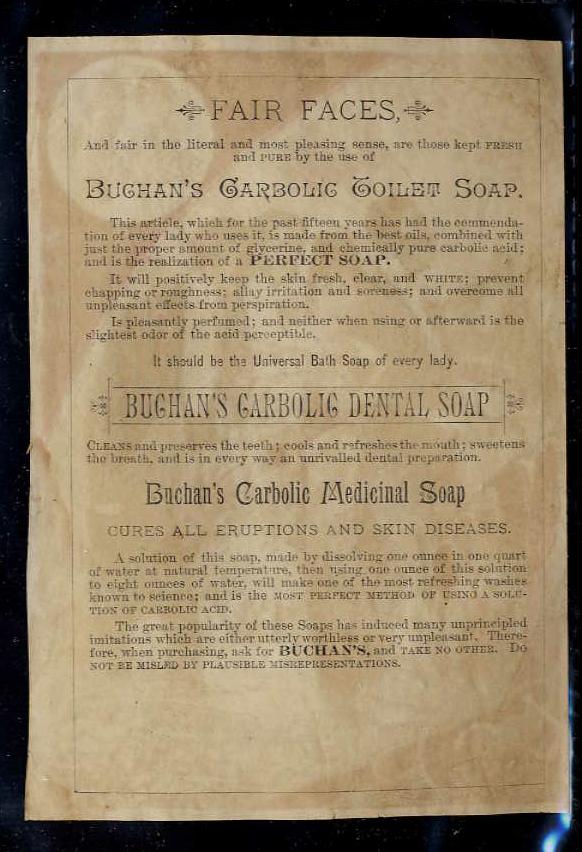 FAIR FACES,
And fair in the literal and most pleasing sense, are those kept FRESH
and PURE by the use of
BUCHAN'S CARBOLIC TOILET SOAP.
This article, which for the past fifteen years has had the commenda-
tion of every lady who uses it, is made from the best oils, combined with
just the proper amount of glycerine, and chemically pure carbolic acid;
and is the realization of a PERFECT SOAP.
It will positively keep the skin fresh, clear, and WHITE; prevent
chapping or roughness; allay irritation and soreness; and overcome all
unpleasant effects from perspiration.
Is pleasantly perfumed; and neither when using or afterward is the
slightest odor of the acid perceptible.
It should be the Universal Bath Soap of every lady.
BUCHAN'S CARBOLIC DENTAL SOAP
CLEANS and preserves the teeth; cools and refreshes the mouth; sweetens
the breath, and is in every way an unrivalled dental preparation.
Buchan's Carbolic Medicinal Soap
CURES ALL ERUPTIONS AND SKIN DISEASES.
A solution of this soap, made by dissolving one ounce in one quart
of water at natural temperature, then using one ounce of this solution
to eight ounces of water, will make one of the most refreshing washes
known to science; and is the MOST PERFECT METHOD OF USING A SOLU-
TION OF CARBOLIC ACID.
The great popularity of these Soaps has induced many unprincipled
imitations which are either utterly worthless or very unpleasant. There-
fore, when purchasing, ask for BUCHAN'S, and TAKE NO OTHER. DO
NOT BE MISLED BY PLAUSIBLE MISREPRESENTATIONS.